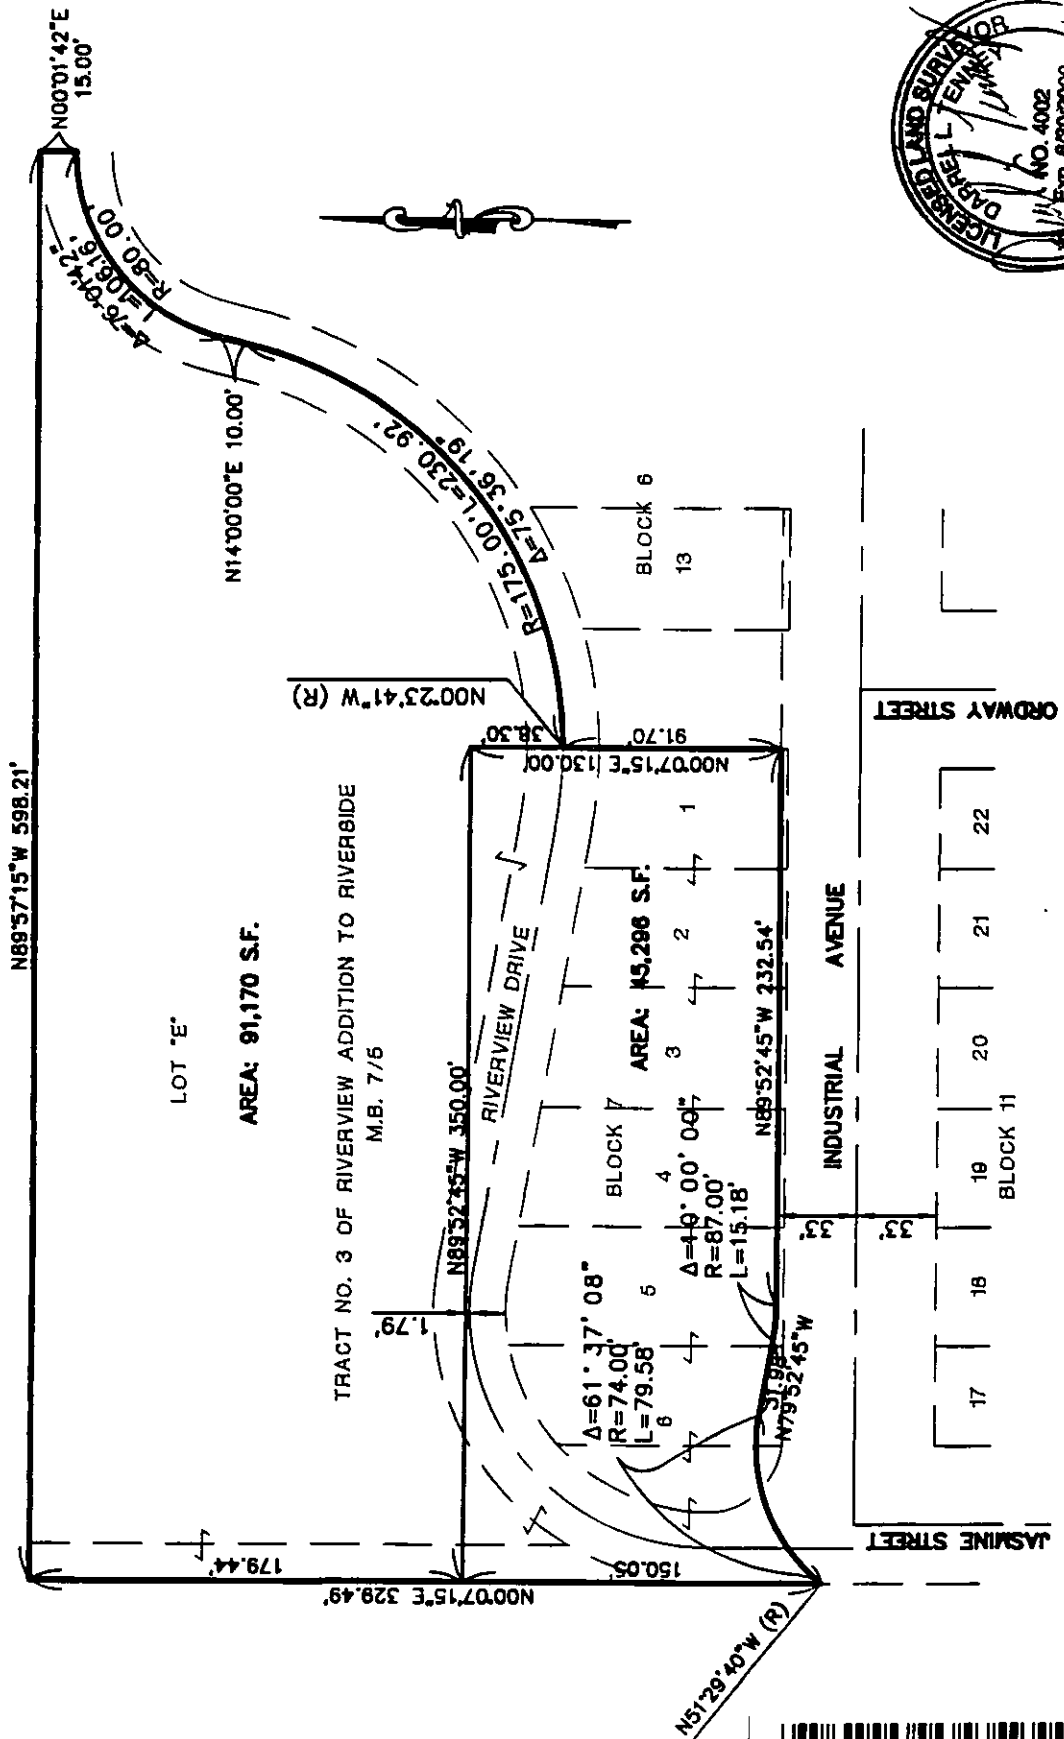 N00°01'42"E
15.00'
N89°57'15"W 598.21'
Δ=76°01'42"
L=106.16'
R=80.00'
N14°00'00"E 10.00'
R=175.00' L=230.92'
Δ=75°36'19"
N00°23'41"W (R)
LOT "E"
AREA: 91,170 S.F.
TRACT NO. 3 OF RIVERVIEW ADDITION TO RIVERSIDE
M.B. 7/5
38.30'
N00°07'15"E 130.00'
91.70'
N89°52'45"W 350.00'
RIVERVIEW DRIVE
1.79'
BLOCK 6
13
1
2
3
4
5
6
AREA: 45,296 S.F.
BLOCK 7
Δ=10°00'00"
R=87.00'
L=15.18'
Δ=61°37'08"
R=74.00'
L=79.58'
N89°52'45"W 232.54'
N79°52'45"W
179.44'
N00°07'15"E 329.49'
150.05'
N51°29'40"W (R)
INDUSTRIAL AVENUE
33'
33'
ORDWAY STREET
JASMINE STREET
22
21
20
19
18
17
BLOCK 11
LICENSED LAND SURVEYOR
DARREL L TENNEY
NO. 4002